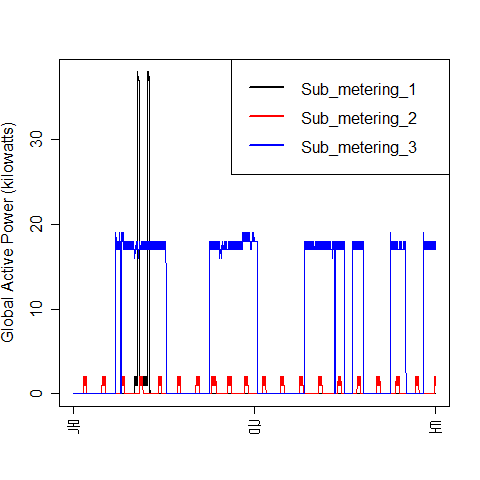 Global Active Power (kilowatts)
30
20
10
0
Sub_metering_1
Sub_metering_2
Sub_metering_3